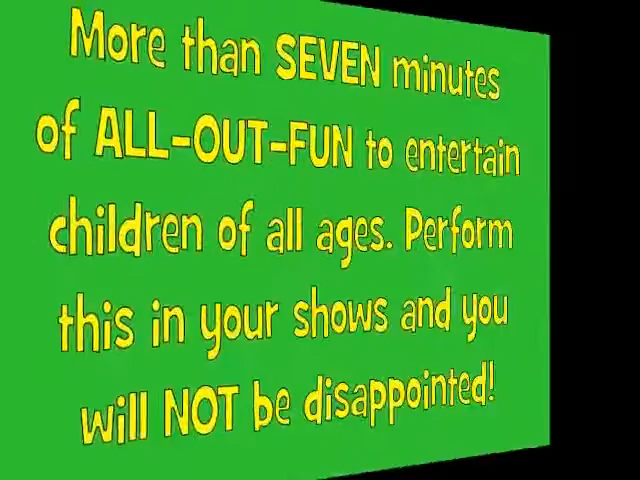 More than SEVEN minutes
of ALL-OUT-FUN to entertain
children of all ages. Perform
this in your shows and you
will NOT be disappointed!